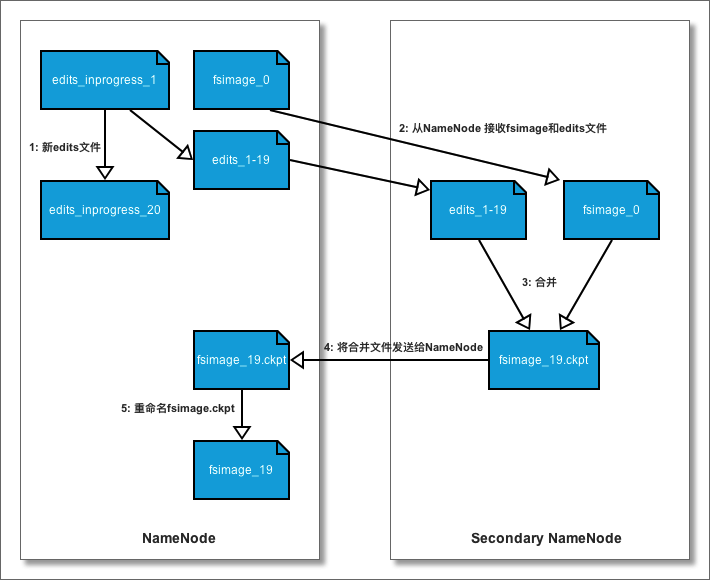 edits_inprogress_1
fsimage_0
2: 从NameNode 接收fsimage和edits文件
1: 新edits文件
edits_1-19
edits_inprogress_20
edits_1-19
fsimage_0
3: 合并
4: 将合并文件发送给NameNode
fsimage_19.ckpt
fsimage_19.ckpt
5: 重命名fsimage.ckpt
fsimage_19
NameNode
Secondary NameNode